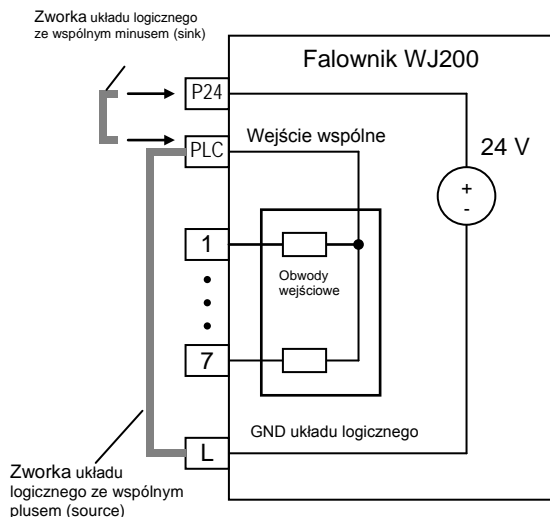 Zworka układu logicznego
ze wspólnym minusem (sink)
Falownik WJ200
P24
PLC
Wejście wspólne
24 V
+
-
1
Obwody
wejściowe
7
L
GND układu logicznego
Zworka układu
logicznego ze wspólnym
plusem (source)